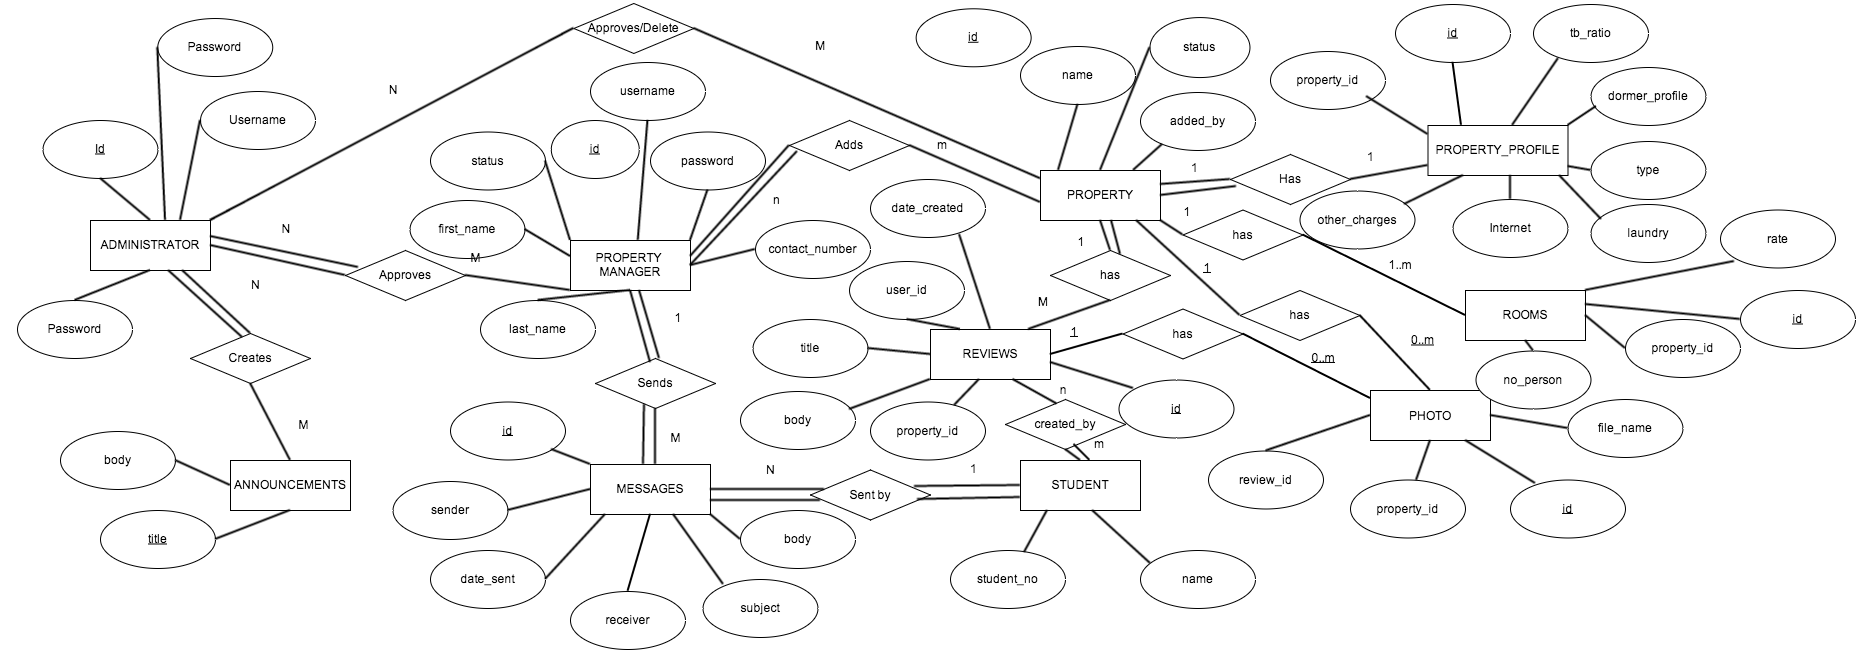 Approves/Delete
id
id
tb_ratio
Password
M
status
name
property_id
N
username
dormer_profile
Username
added_by
Id
status
id
password
Adds
m
PROPERTY_PROFILE
1
1
Has
type
PROPERTY
n
date_created
1
other_charges
Internet
laundry
first_name
N
has
rate
ADMINISTRATOR
M
PROPERTY
MANAGER
contact_number
1
1
1..m
Approves
has
N
user_id
M
Password
last_name
1
has
ROOMS
id
1
has
0..m
title
REVIEWS
0..m
property_id
Creates
Sends
n
no_person
id
body
property_id
created_by
PHOTO
file_name
M
id
M
m
body
N
1
ANNOUNCEMENTS
MESSAGES
Sent by
STUDENT
review_id
sender
property_id
id
title
body
date_sent
student_no
name
receiver
subject